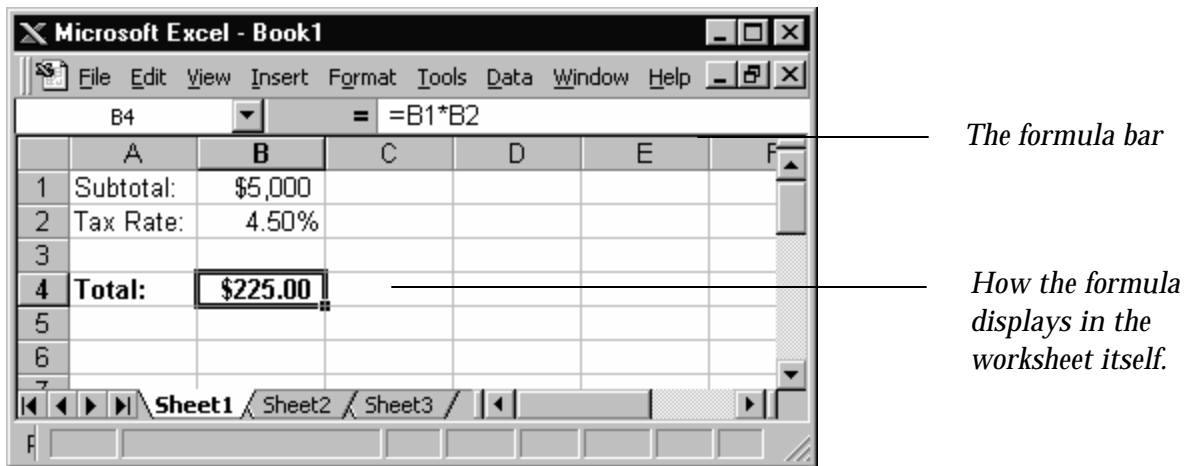 Microsoft Excel - Book1
File Edit View Insert Format Tools Data Window Help
B4 = =B1*B2
The formula bar
A B C D E F
1 Subtotal: $5,000
2 Tax Rate: 4.50%
3
4 Total: $225.00
How the formula
displays in the
worksheet itself.
5
6
7
Sheet1 Sheet2 Sheet3